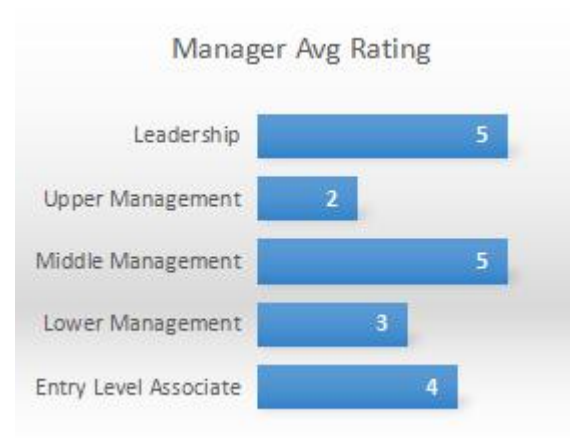 Manager Avg Rating
Leadership 5
Upper Management 2
Middle Management 5
Lower Management 3
Entry Level Associate 4